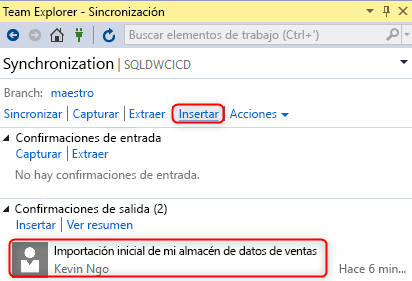 Team Explorer - Sincronización
Buscar elementos de trabajo (Ctrl+')
Synchronization | SQLDWCICD
Branch: maestro
Sincronizar | Capturar | Extraer | Insertar | Acciones
Confirmaciones de entrada
Capturar | Extraer
No hay confirmaciones de entrada.
Confirmaciones de salida (2)
Insertar | Ver resumen
Importación inicial de mi almacén de datos de ventas
Kevin Ngo Hace 6 min...